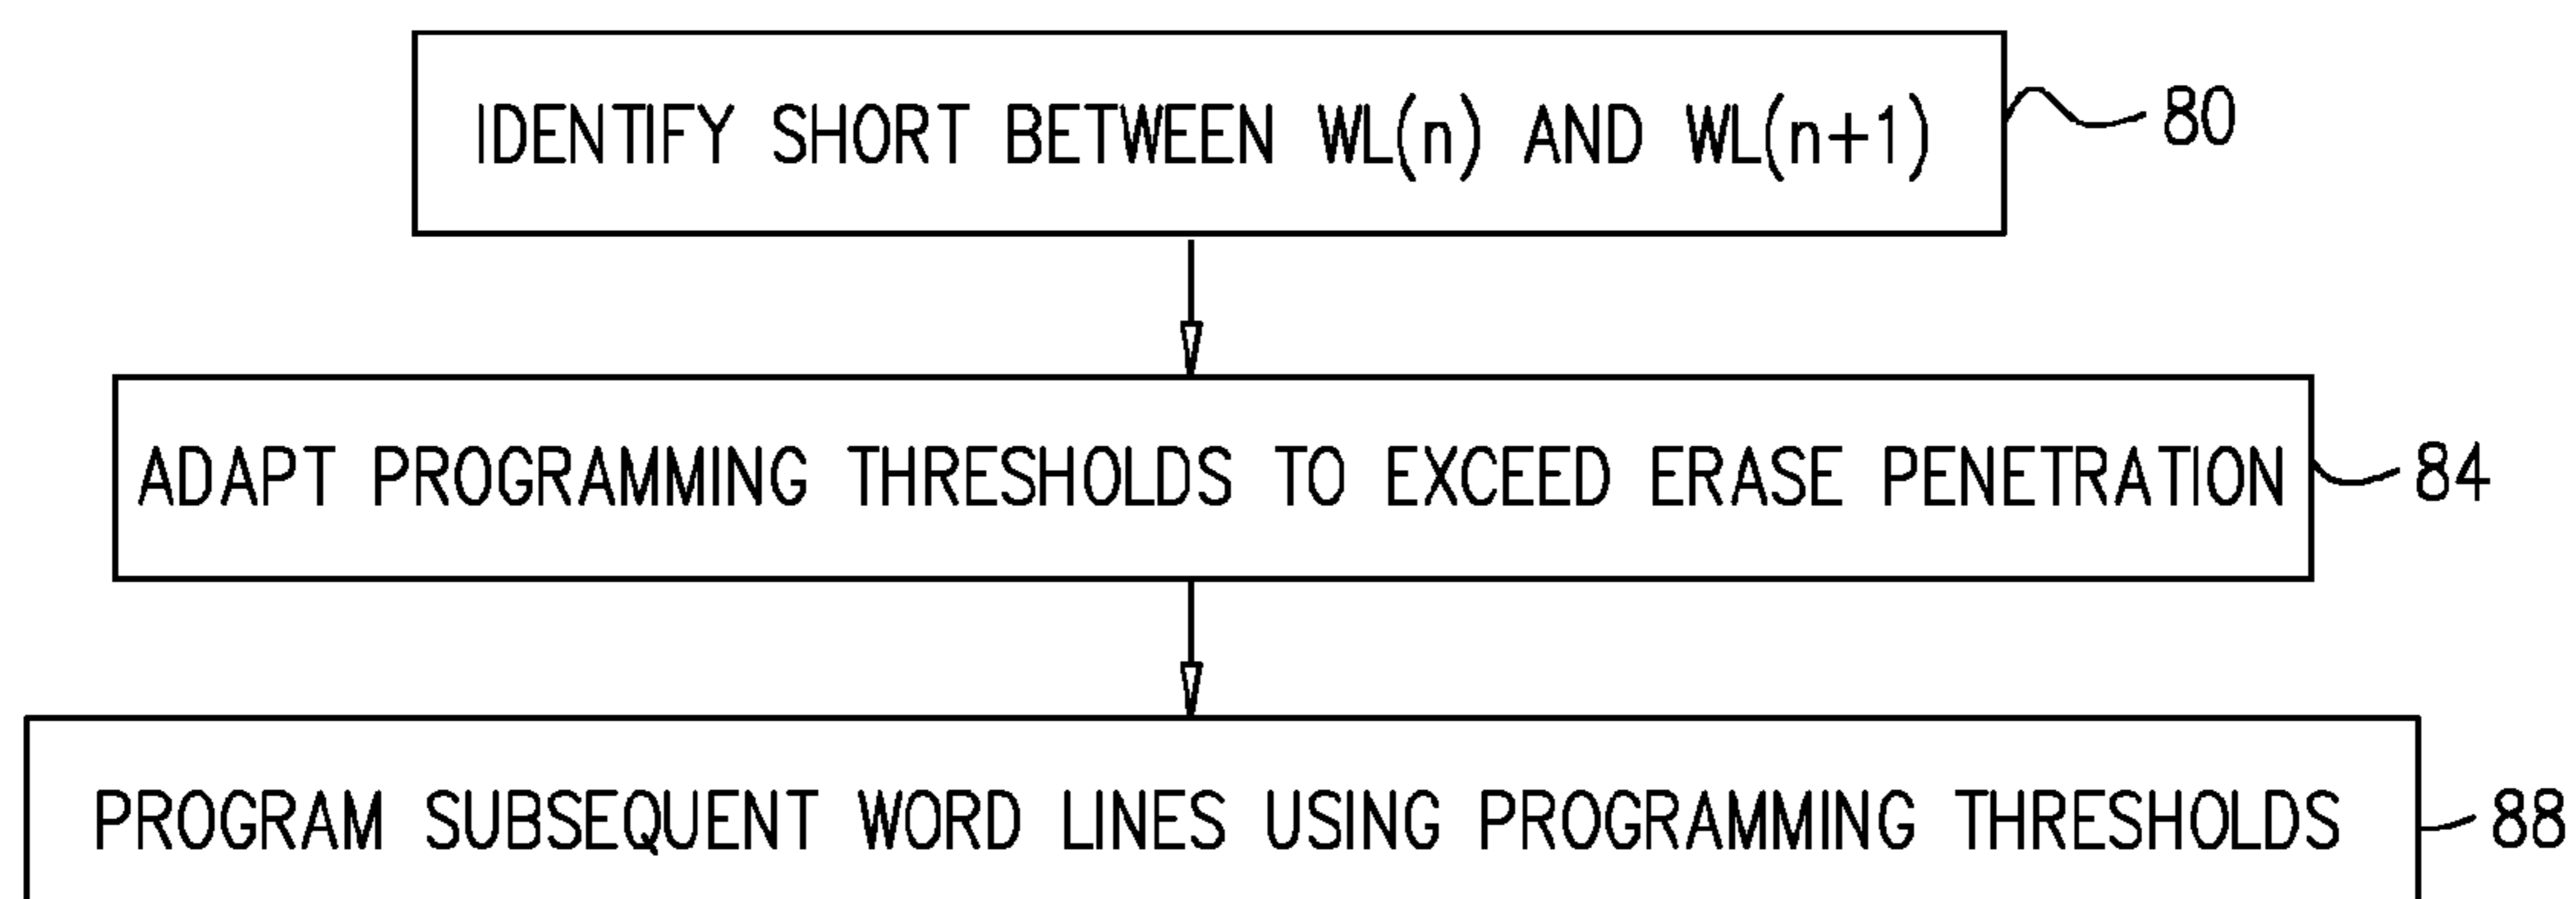 IDENTIFY SHORT BETWEEN WL(n) AND WL(n+1)
80
ADAPT PROGRAMMING THRESHOLDS TO EXCEED ERASE PENETRATION
84
PROGRAM SUBSEQUENT WORD LINES USING PROGRAMMING THRESHOLDS
88